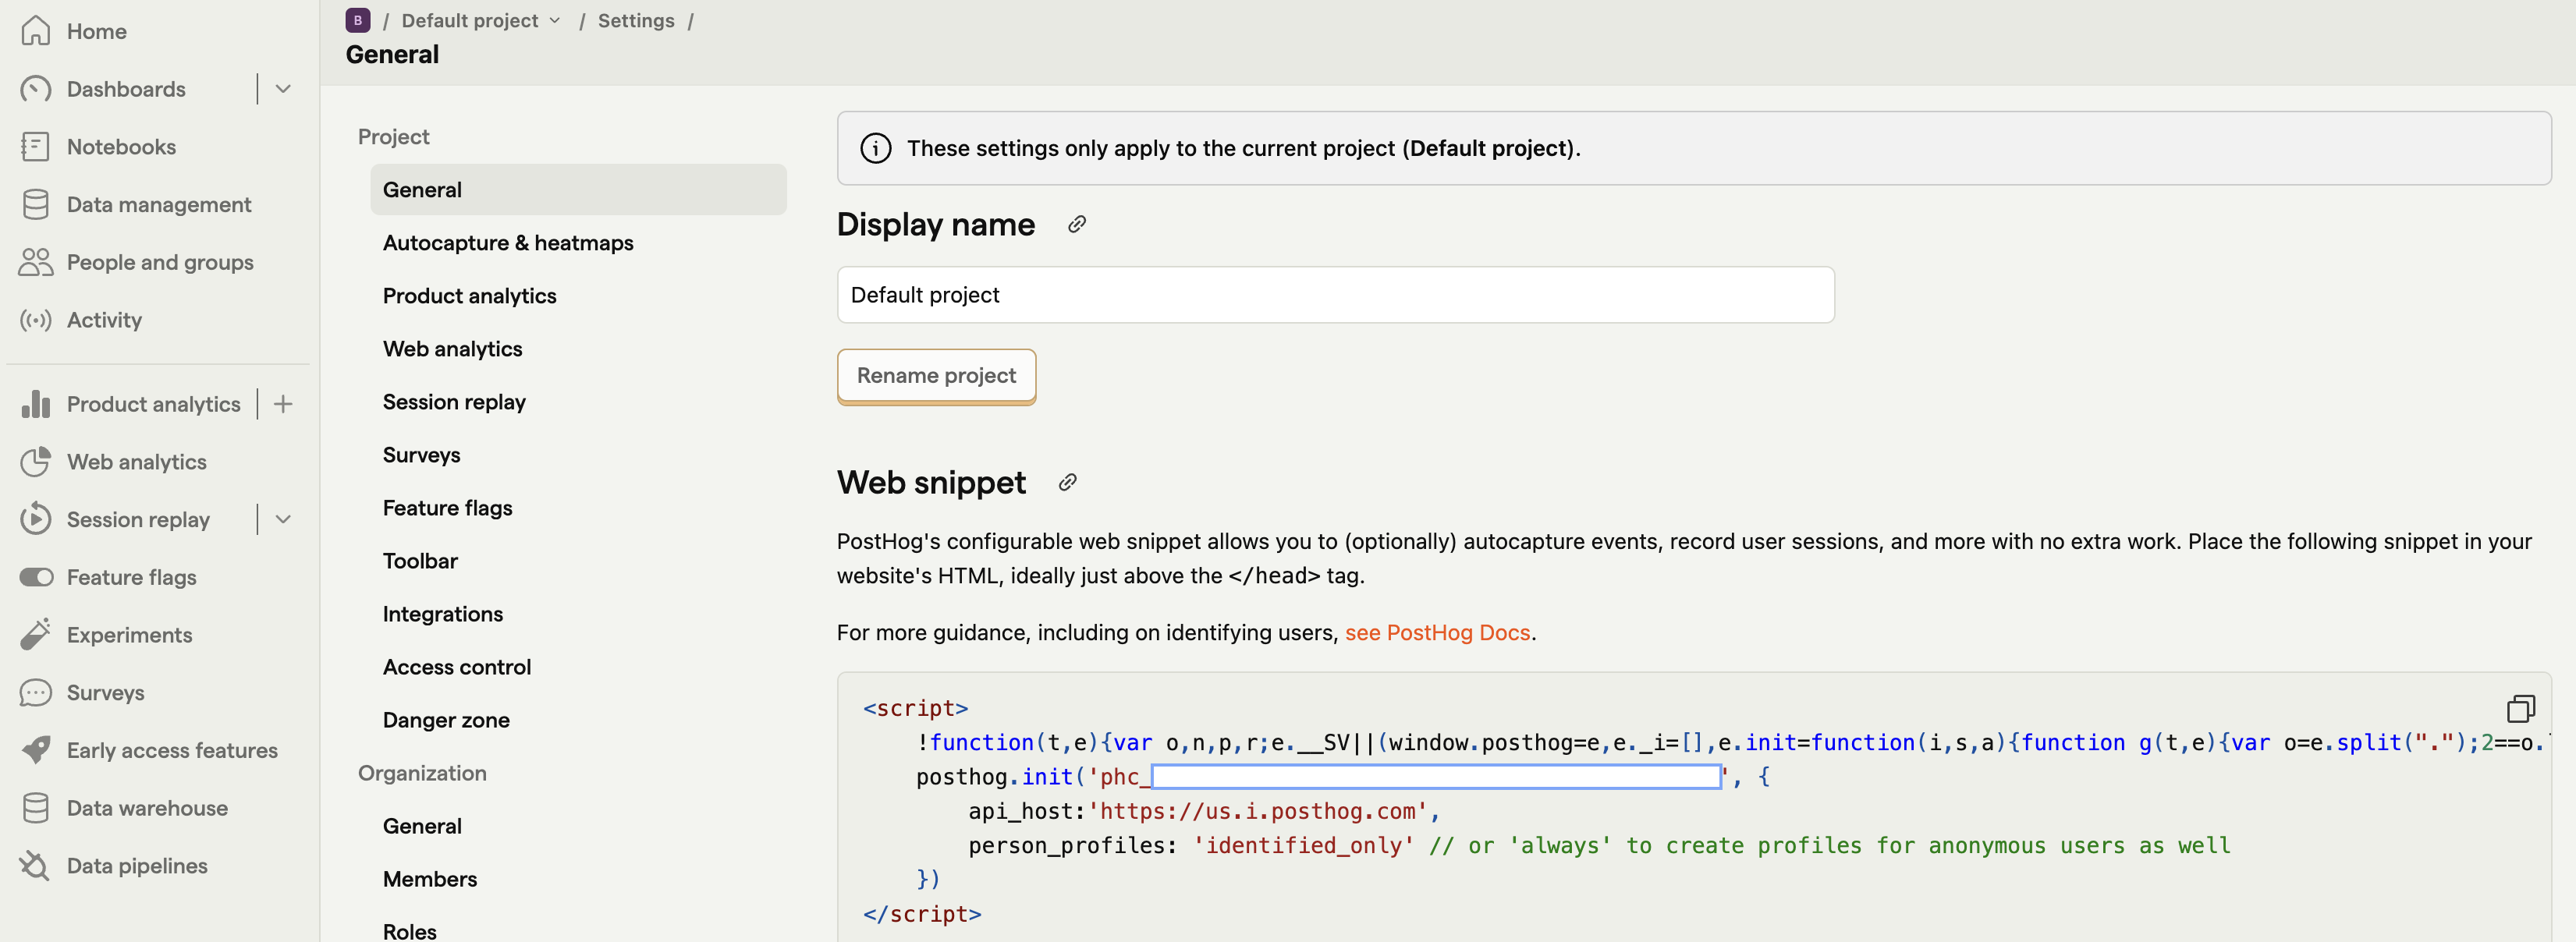 Home
Dashboards
Notebooks
Data management
People and groups
Activity
Product analytics
Web analytics
Session replay
Feature flags
Experiments
Surveys
Early access features
Data warehouse
Data pipelines
B / Default project / Settings /
General
Project
General
Autocapture & heatmaps
Product analytics
Web analytics
Session replay
Surveys
Feature flags
Toolbar
Integrations
Access control
Danger zone
Organization
General
Members
Roles
These settings only apply to the current project (Default project).
Display name
Default project
Rename project
Web snippet
PostHog's configurable web snippet allows you to (optionally) autocapture events, record user sessions, and more with no extra work. Place the following snippet in your
website's HTML, ideally just above the </head> tag.
For more guidance, including on identifying users, see PostHog Docs.
<script>
!function(t,e){var o,n,p,r;e.__SV||(window.posthog=e,e._i=[],e.init=function(i,s,a){function g(t,e){var o=e.split(".");2==o.
posthog.init('phc_', {
api_host:'https://us.i.posthog.com',
person_profiles: 'identified_only' // or 'always' to create profiles for anonymous users as well
})
</script>